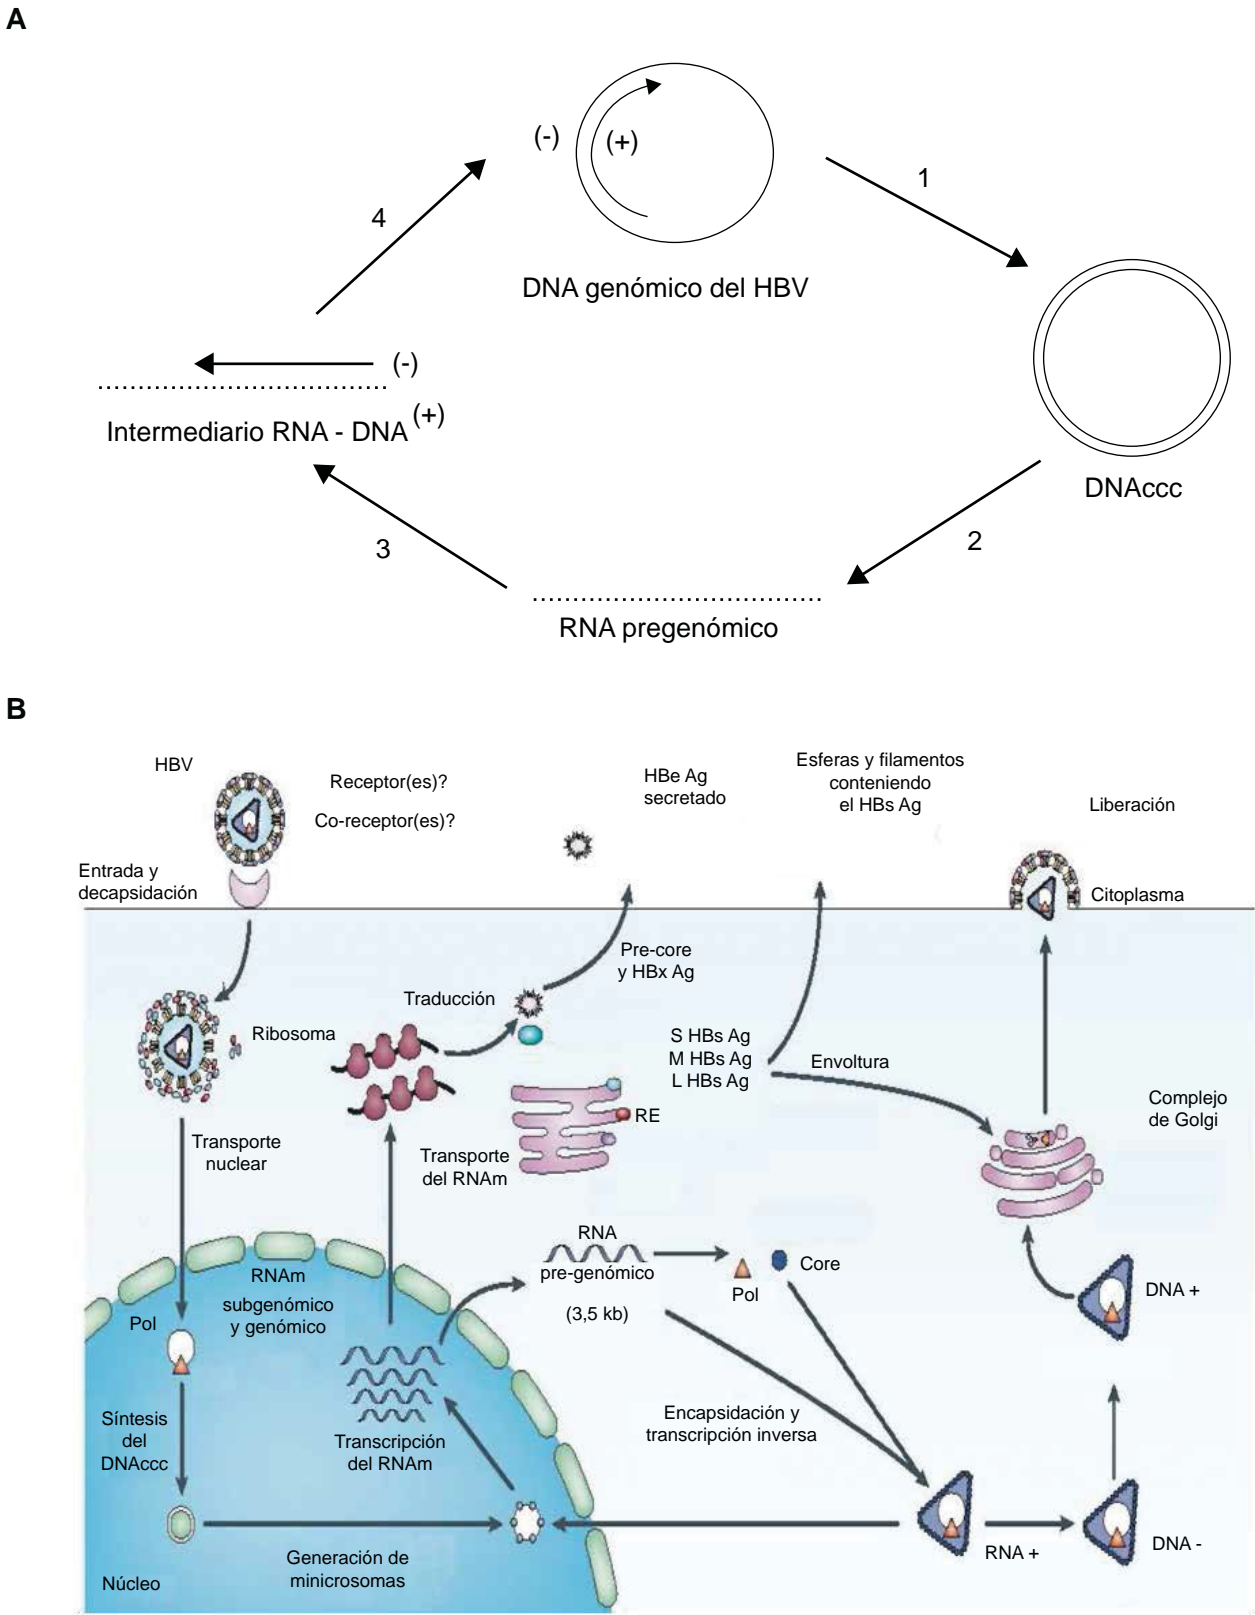 A
(-)
(+)
1
4
DNA genómico del HBV
(-)
(+)
Intermediario RNA - DNA
DNAccc
3
2
RNA pregenómico
B
HBV
Receptor(es)?
Co-receptor(es)?
HBe Ag
secretado
Esferas y filamentos
conteniendo
el HBs Ag
Liberación
Entrada y
decapsidación
Citoplasma
Pre-core
y HBx Ag
Traducción
Ribosoma
S HBs Ag
M HBs Ag
L HBs Ag
Envoltura
RE
Complejo
de Golgi
Transporte
nuclear
Transporte
del RNAm
RNA
pre-genómico
(3,5 kb)
Pol
Core
RNAm
subgenómico
y genómico
Pol
DNA +
Síntesis
del
DNAccc
Transcripción
del RNAm
Encapsidación y
transcripción inversa
RNA +
DNA -
Generación de
minicrosomas
Núcleo